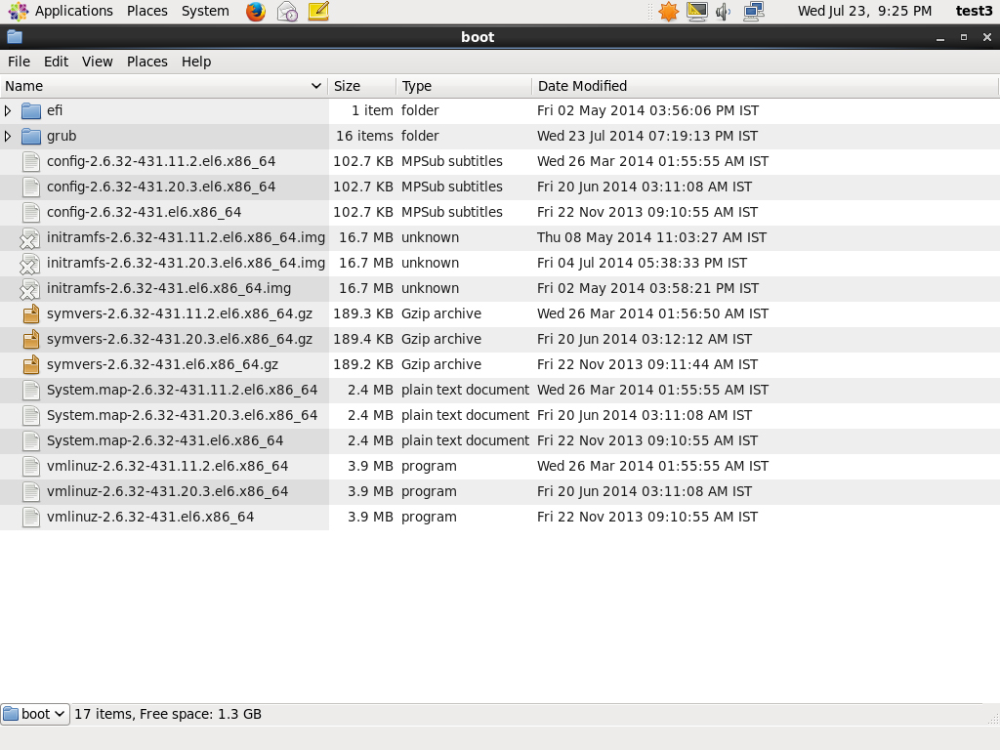 Applications Places System Wed Jul 23, 9:25 PM test3
boot
File Edit View Places Help
Name Size Type Date Modified
efi 1 item folder Fri 02 May 2014 03:56:06 PM IST
grub 16 items folder Wed 23 Jul 2014 07:19:13 PM IST
config-2.6.32-431.11.2.el6.x86_64 102.7 KB MPSub subtitles Wed 26 Mar 2014 01:55:55 AM IST
config-2.6.32-431.20.3.el6.x86_64 102.7 KB MPSub subtitles Fri 20 Jun 2014 03:11:08 AM IST
config-2.6.32-431.el6.x86_64 102.7 KB MPSub subtitles Fri 22 Nov 2013 09:10:55 AM IST
initramfs-2.6.32-431.11.2.el6.x86_64.img 16.7 MB unknown Thu 08 May 2014 11:03:27 AM IST
initramfs-2.6.32-431.20.3.el6.x86_64.img 16.7 MB unknown Fri 04 Jul 2014 05:38:33 PM IST
initramfs-2.6.32-431.el6.x86_64.img 16.7 MB unknown Fri 02 May 2014 03:58:21 PM IST
symvers-2.6.32-431.11.2.el6.x86_64.gz 189.3 KB Gzip archive Wed 26 Mar 2014 01:56:50 AM IST
symvers-2.6.32-431.20.3.el6.x86_64.gz 189.4 KB Gzip archive Fri 20 Jun 2014 03:12:12 AM IST
symvers-2.6.32-431.el6.x86_64.gz 189.2 KB Gzip archive Fri 22 Nov 2013 09:11:44 AM IST
System.map-2.6.32-431.11.2.el6.x86_64 2.4 MB plain text document Wed 26 Mar 2014 01:55:55 AM IST
System.map-2.6.32-431.20.3.el6.x86_64 2.4 MB plain text document Fri 20 Jun 2014 03:11:08 AM IST
System.map-2.6.32-431.el6.x86_64 2.4 MB plain text document Fri 22 Nov 2013 09:10:55 AM IST
vmlinuz-2.6.32-431.11.2.el6.x86_64 3.9 MB program Wed 26 Mar 2014 01:55:55 AM IST
vmlinuz-2.6.32-431.20.3.el6.x86_64 3.9 MB program Fri 20 Jun 2014 03:11:08 AM IST
vmlinuz-2.6.32-431.el6.x86_64 3.9 MB program Fri 22 Nov 2013 09:10:55 AM IST
boot 17 items, Free space: 1.3 GB